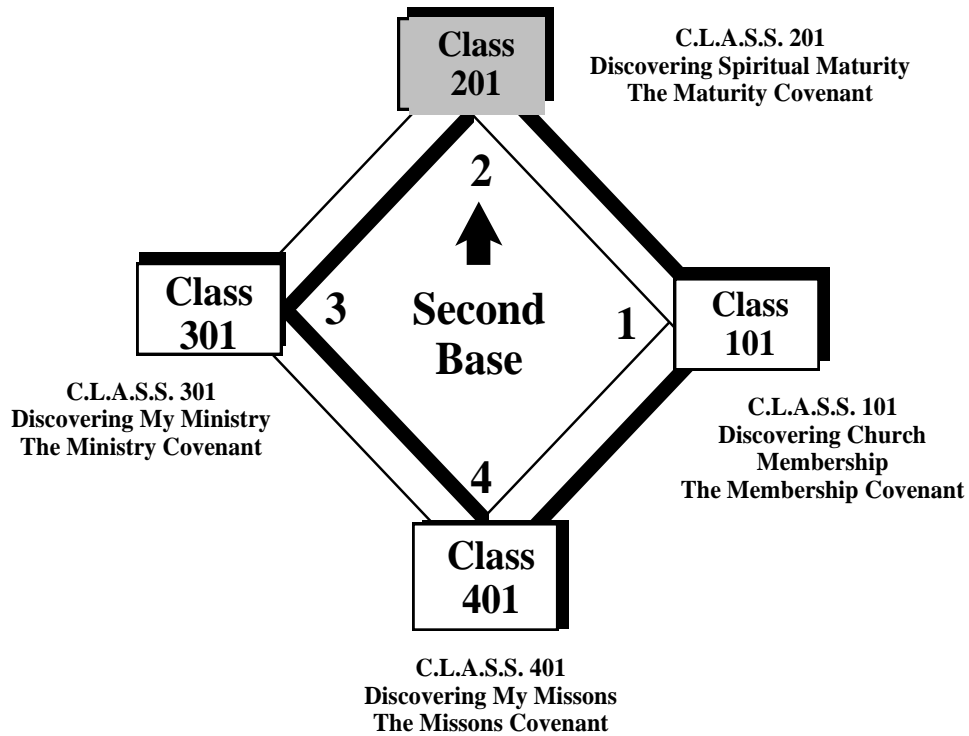 Class
201
C.L.A.S.S. 201
Discovering Spiritual Maturity
The Maturity Covenant
2
Class
301
3
Second
Base
1
Class
101
C.L.A.S.S. 301
Discovering My Ministry
The Ministry Covenant
C.L.A.S.S. 101
Discovering Church
Membership
The Membership Covenant
4
Class
401
C.L.A.S.S. 401
Discovering My Missons
The Missons Covenant